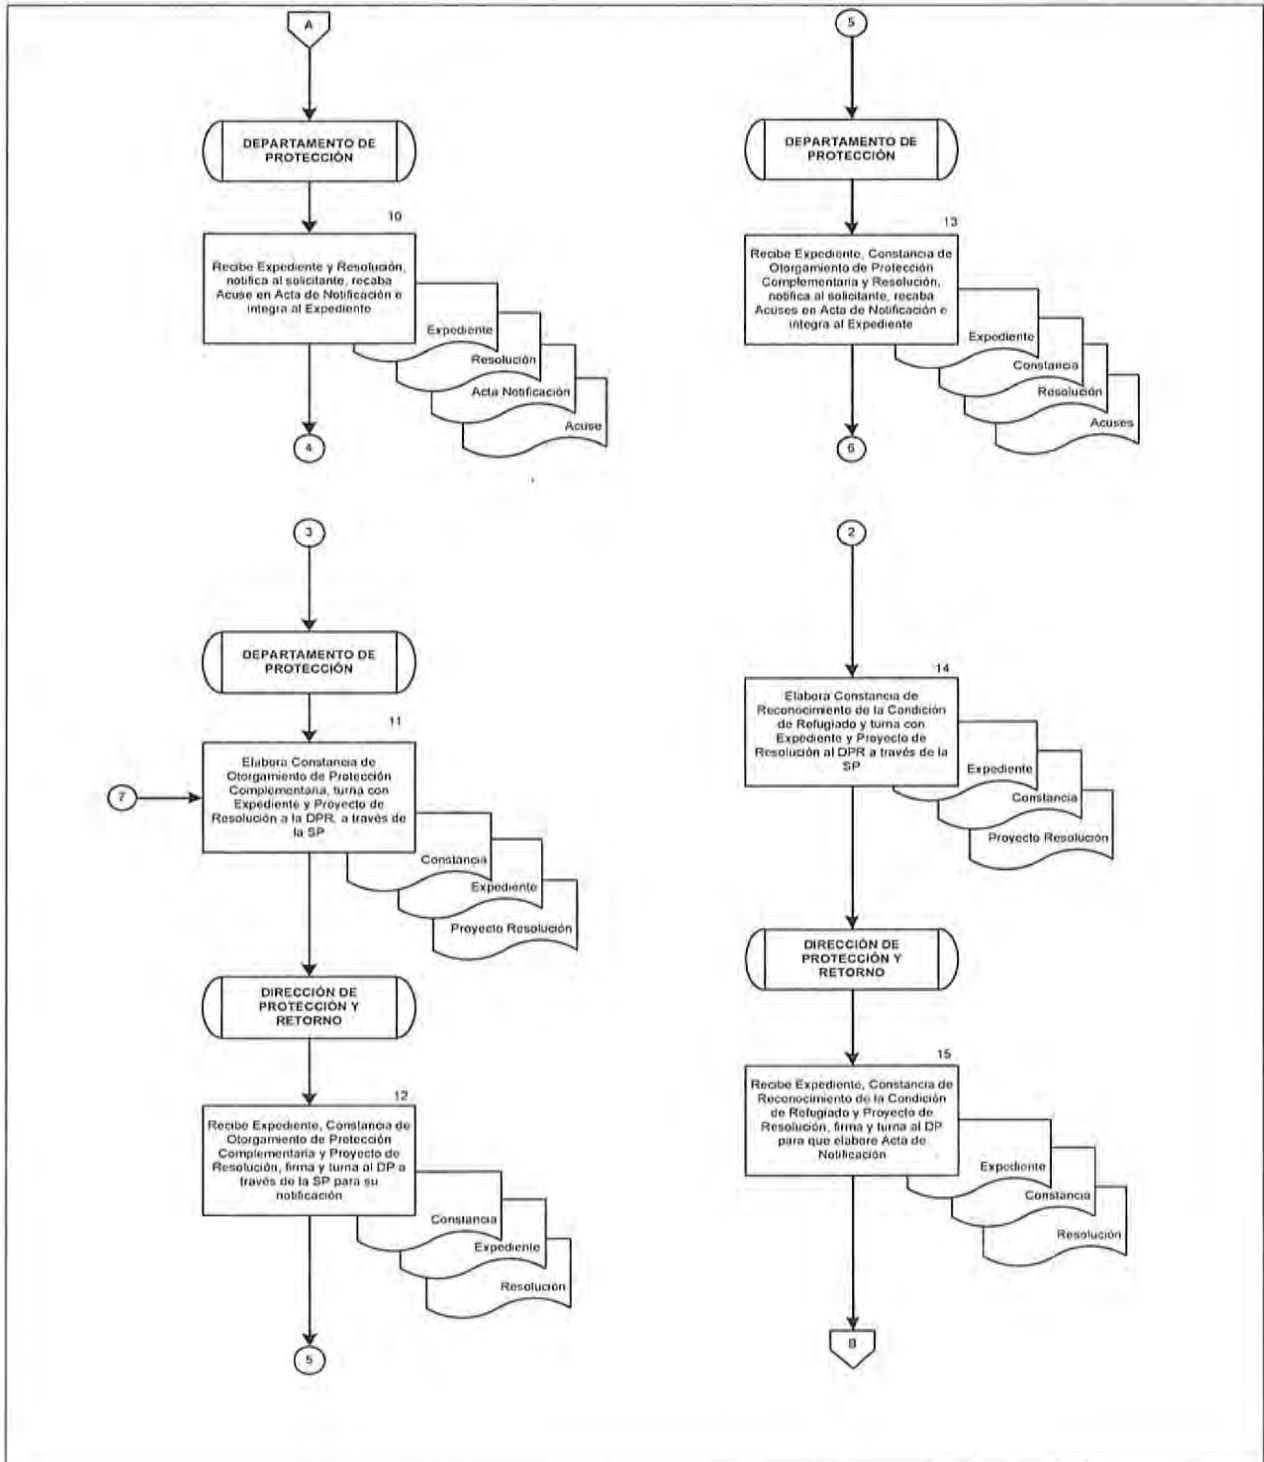 A
DEPARTAMENTO DE
PROTECCIÓN
10
Recibe Expediente y Resolución,
notifica al solicitante, recaba
Acuse en Acta de Notificación e
integra al Expediente
Expediente
Resolución
Acta Notificación
Acuse
4
3
DEPARTAMENTO DE
PROTECCIÓN
11
7
Elabora Constancia de
Otorgamiento de Protección
Complementaria, turna con
Expediente y Proyecto de
Resolución a la DPR, a través de
la SP
Constancia
Expediente
Proyecto Resolución
DIRECCIÓN DE
PROTECCIÓN Y
RETORNO
12
Recibe Expediente, Constancia de
Otorgamiento de Protección
Complementaria y Proyecto de
Resolución, firma y turna al DP a
través de la SP para su
notificación
Constancia
Expediente
Resolución
5
5
DEPARTAMENTO DE
PROTECCIÓN
13
Recibe Expediente, Constancia de
Otorgamiento de Protección
Complementaria y Resolución,
notifica al solicitante, recaba
Acuses en Acta de Notificación e
integra al Expediente
Expediente
Constancia
Resolución
Acuses
6
2
14
Elabora Constancia de
Reconocimiento de la Condición
de Refugiado y turna con
Expediente y Proyecto de
Resolución al DPR a través de la
SP
Expediente
Constancia
Proyecto Resolución
DIRECCIÓN DE
PROTECCIÓN Y
RETORNO
15
Recibe Expediente, Constancia de
Reconocimiento de la Condición
de Refugiado y Proyecto de
Resolución, firma y turna al DP
para que elabore Acta de
Notificación
Expediente
Constancia
Resolución
B